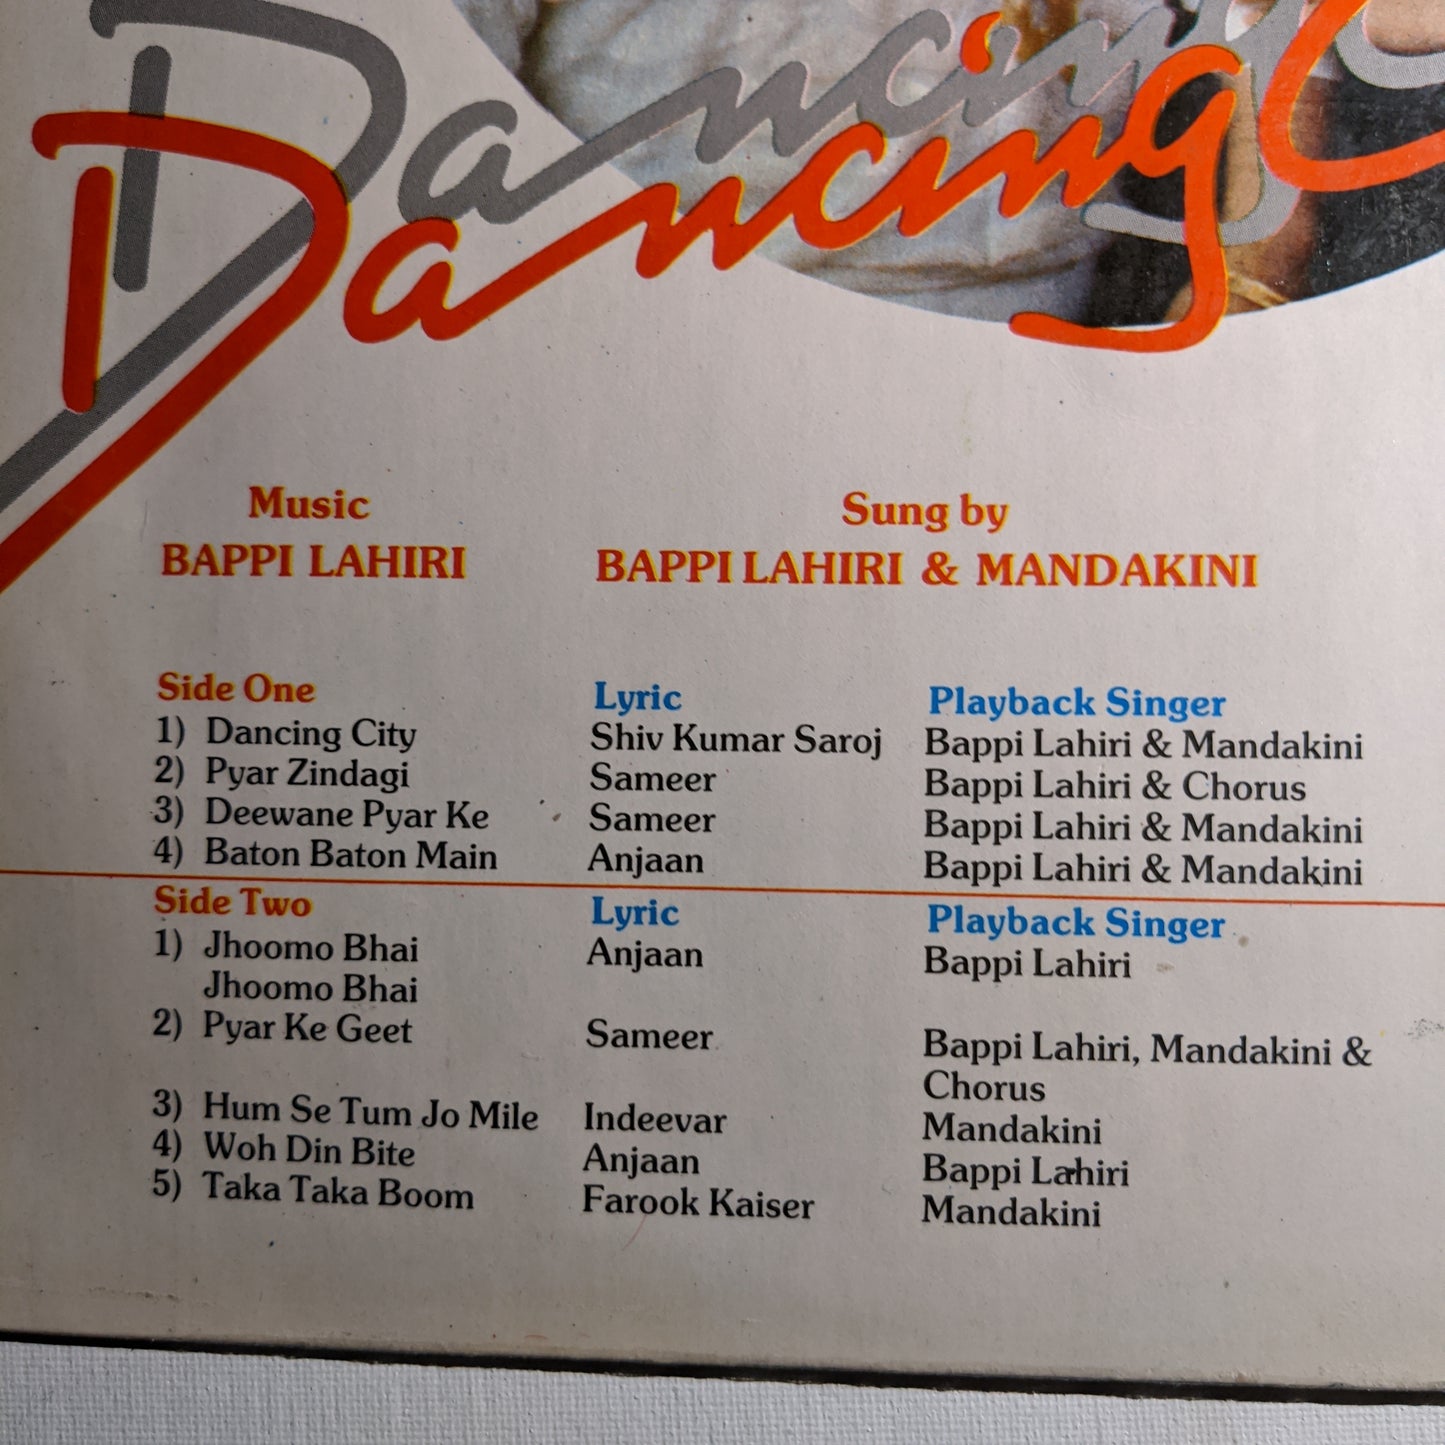 Dancing
Dancing
Music
BAPPI LAHIRI
Sung by
BAPPI LAHIRI & MANDAKINI
Side One Lyric Playback Singer
1) Dancing City Shiv Kumar Saroj Bappi Lahiri & Mandakini
2) Pyar Zindagi Sameer Bappi Lahiri & Chorus
3) Deewane Pyar Ke Sameer Bappi Lahiri & Mandakini
4) Baton Baton Main Anjaan Bappi Lahiri & Mandakini
Side Two Lyric Playback Singer
1) Jhoomo Bhai Anjaan Bappi Lahiri
Jhoomo Bhai
2) Pyar Ke Geet Sameer Bappi Lahiri, Mandakini &
Chorus
3) Hum Se Tum Jo Mile Indeevar Mandakini
4) Woh Din Bite Anjaan Bappi Lahiri
5) Taka Taka Boom Farook Kaiser Mandakini